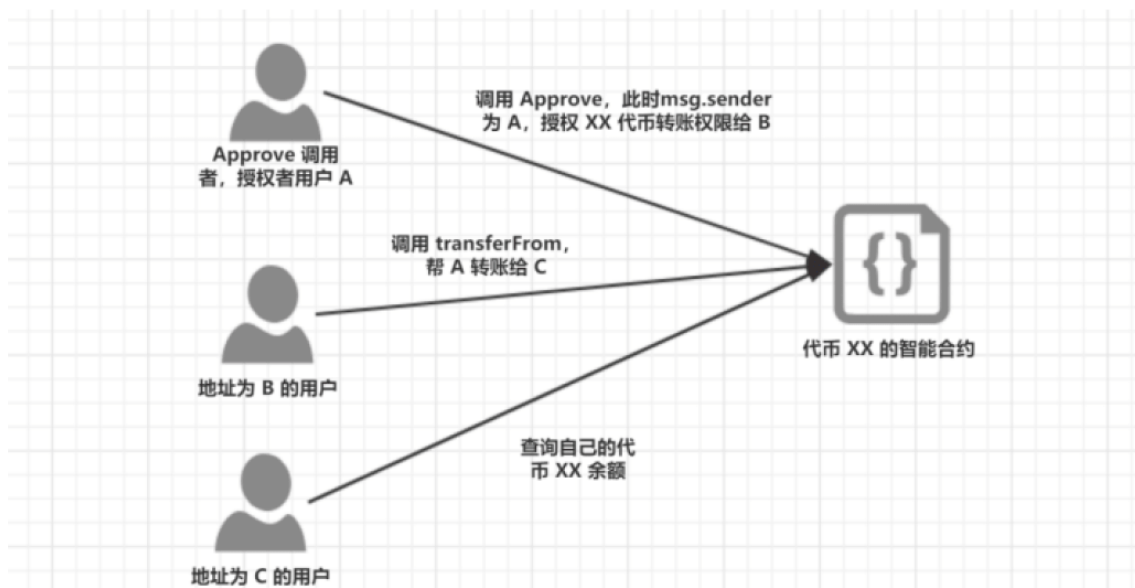 调用 Approve，此时msg.sender
为 A，授权 XX 代币转账权限给 B
Approve 调用
者，授权者用户 A
调用 transferFrom，
帮 A 转账给 C
代币 XX 的智能合约
地址为 B 的用户
查询自己的代
币 XX 余额
地址为 C 的用户